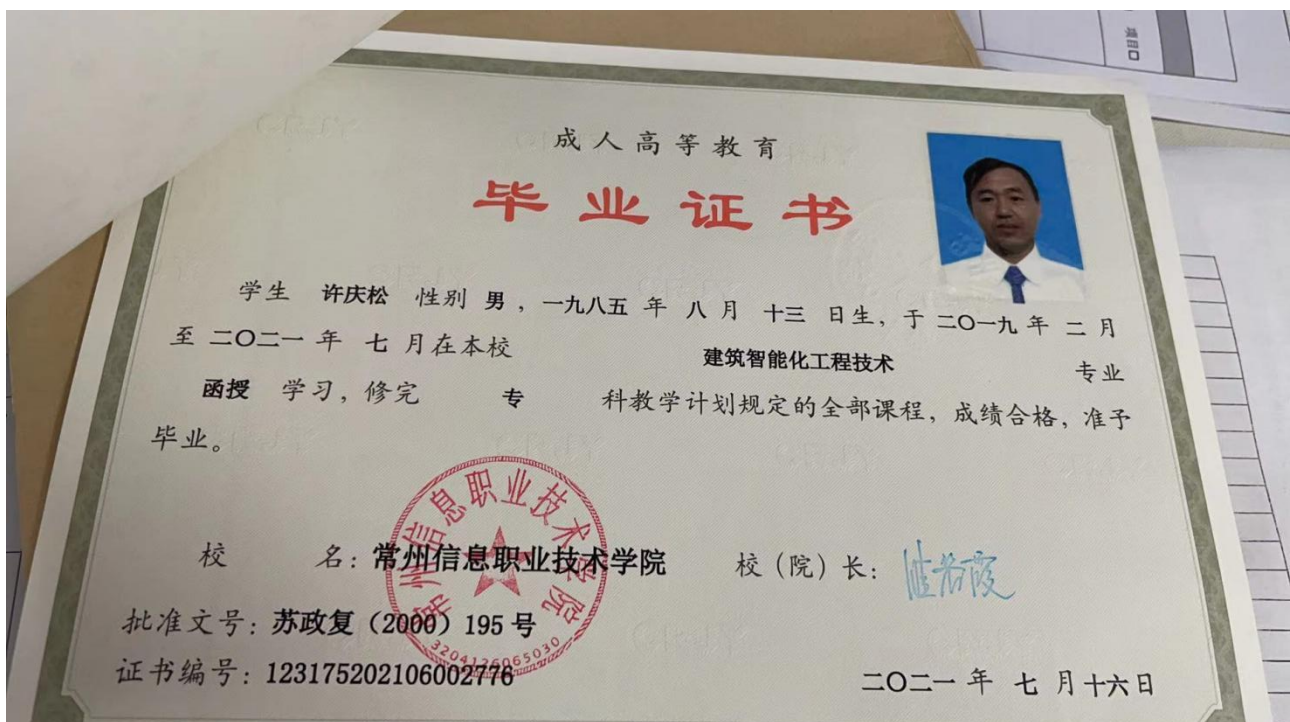 项目口
成人高等教育
毕业证书
学生 许庆松 性别 男，一九八五 年 八 月 十三 日生，于 二〇一九 年 二 月
至 二〇二一 年 七 月在本校 建筑智能化工程技术 专业
函授 学习，修完 专 科教学计划规定的全部课程，成绩合格，准予
毕业。
常州信息职业技术学院
3204126065030
校 名：常州信息职业技术学院 校（院）长：
批准文号：苏政复（2000）195 号
证书编号：123175202106002776
二〇二一 年 七 月十六日